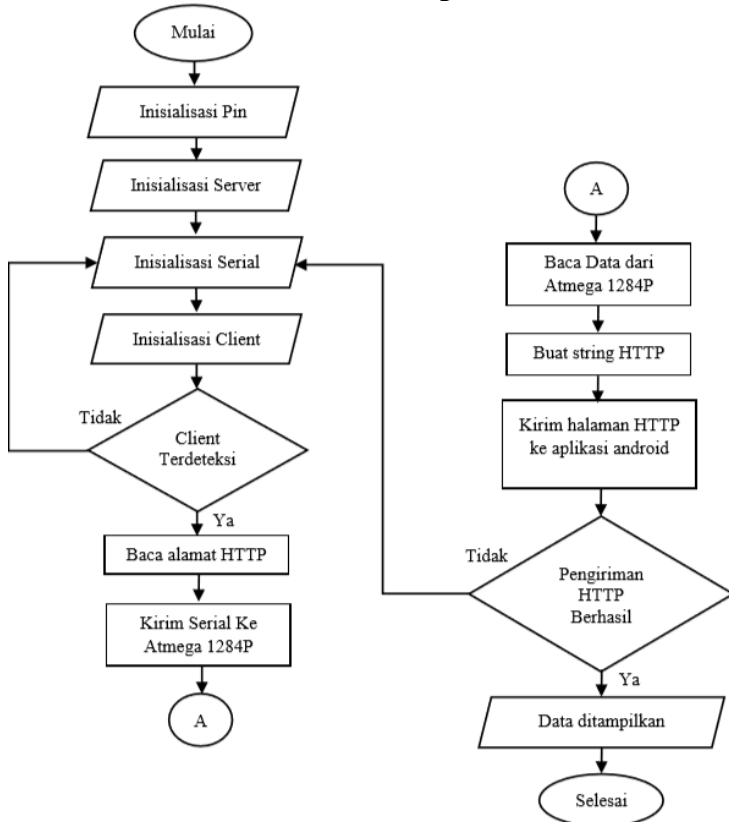 Mulai
Inisialisasi Pin
Inisialisasi Server
Inisialisasi Serial
Inisialisasi Client
Tidak
Client
Terdeteksi
Ya
Baca alamat HTTP
Kirim Serial Ke
Atmega 1284P
A
A
Baca Data dari
Atmega 1284P
Buat string HTTP
Kirim halaman HTTP
ke aplikasi android
Tidak
Pengiriman
HTTP
Berhasil
Ya
Data ditampilkan
Selesai